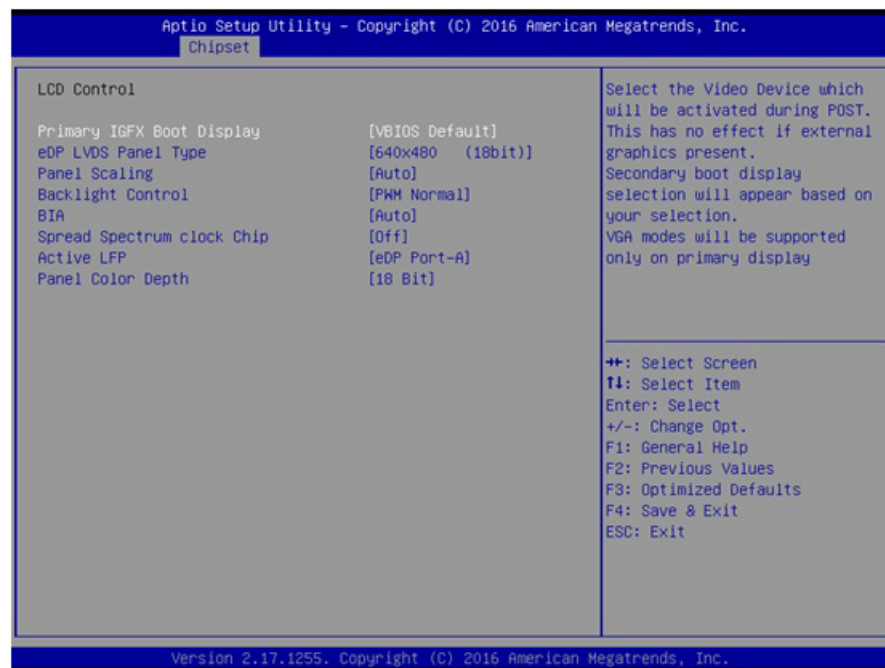 Aptio Setup Utility – Copyright (C) 2016 American Megatrends, Inc.
Chipset
LCD Control
Primary IGFX Boot Display [VBIOS Default]
eDP LVDS Panel Type [640x480 (18bit)]
Panel Scaling [Auto]
Backlight Control [PWM Normal]
BIA [Auto]
Spread Spectrum clock Chip [Off]
Active LFP [eDP Port-A]
Panel Color Depth [18 Bit]
Select the Video Device which
will be activated during POST.
This has no effect if external
graphics present.
Secondary boot display
selection will appear based on
your selection.
VGA modes will be supported
only on primary display
→←: Select Screen
↑↓: Select Item
Enter: Select
+/-: Change Opt.
F1: General Help
F2: Previous Values
F3: Optimized Defaults
F4: Save & Exit
ESC: Exit
Version 2.17.1255. Copyright (C) 2016 American Megatrends, Inc.